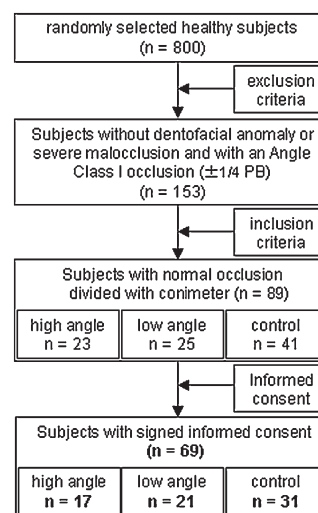 randomly selected healthy subjects
(n = 800)
exclusion
criteria
Subjects without dentofacial anomaly or
severe malocclusion and with an Angle
Class I occlusion (±1/4 PB)
(n = 153)
inclusion
criteria
Subjects with normal occlusion
divided with conimeter (n = 89)
high angle low angle control
n = 23 n = 25 n = 41
Informed
consent
Subjects with signed informed consent
(n = 69)
high angle low angle control
n = 17 n = 21 n = 31